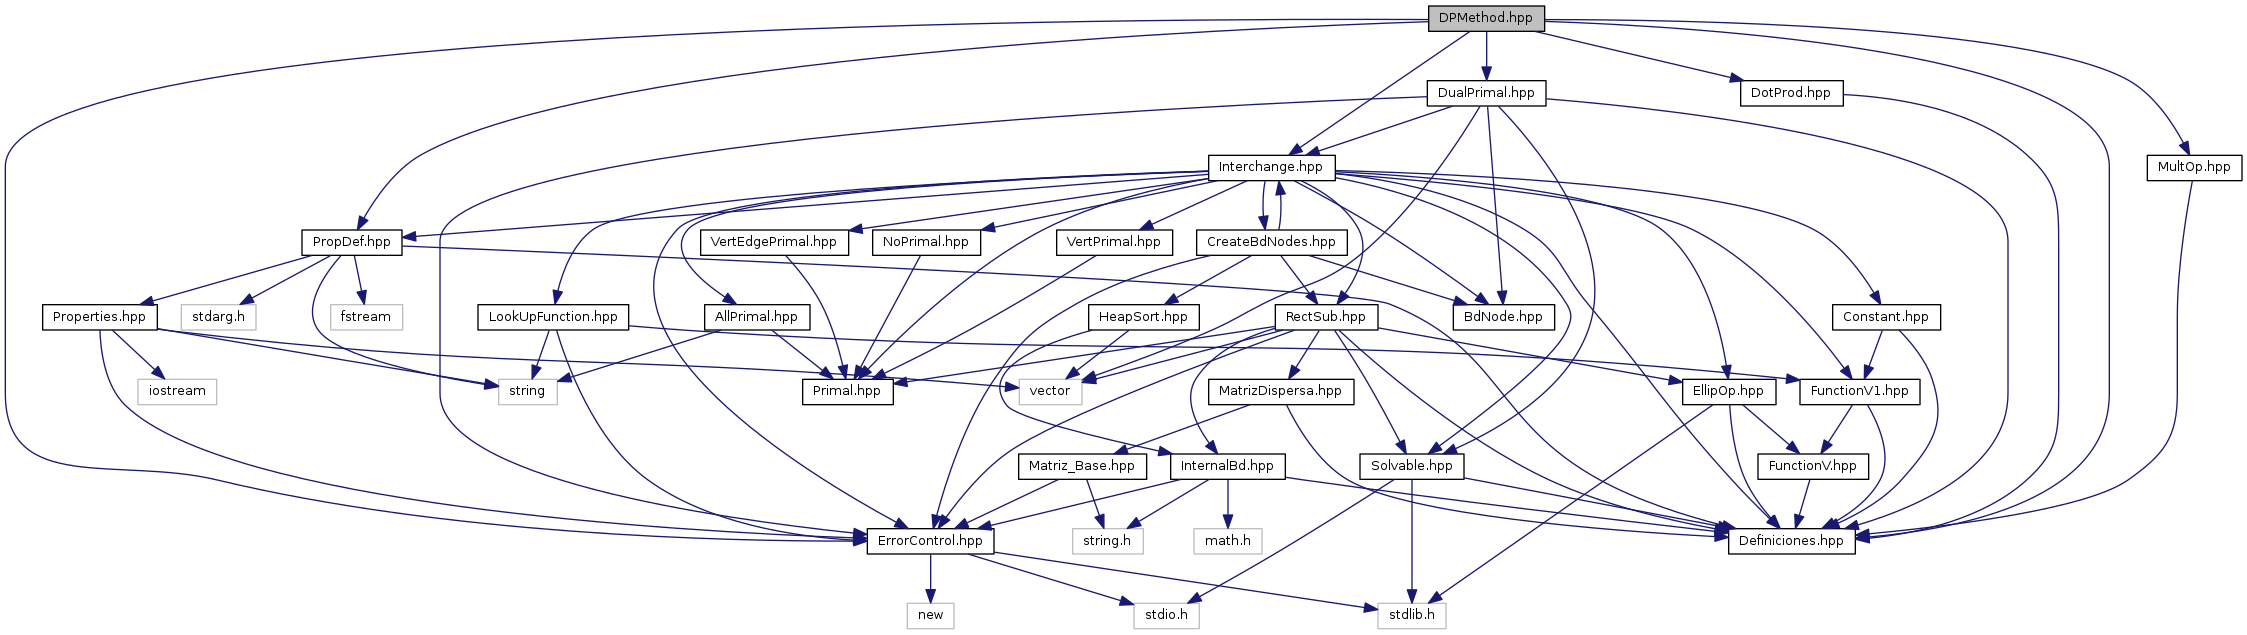 DPMethod.hpp
DualPrimal.hpp
DotProd.hpp
Interchange.hpp
MultOp.hpp
PropDef.hpp
VertEdgePrimal.hpp
NoPrimal.hpp
VertPrimal.hpp
CreateBdNodes.hpp
Properties.hpp
stdarg.h
fstream
LookUpFunction.hpp
AllPrimal.hpp
HeapSort.hpp
RectSub.hpp
BdNode.hpp
Constant.hpp
iostream
string
Primal.hpp
vector
MatrizDispersa.hpp
EllipOp.hpp
FunctionV1.hpp
Matriz_Base.hpp
InternalBd.hpp
Solvable.hpp
FunctionV.hpp
ErrorControl.hpp
string.h
math.h
Definiciones.hpp
new
stdio.h
stdlib.h